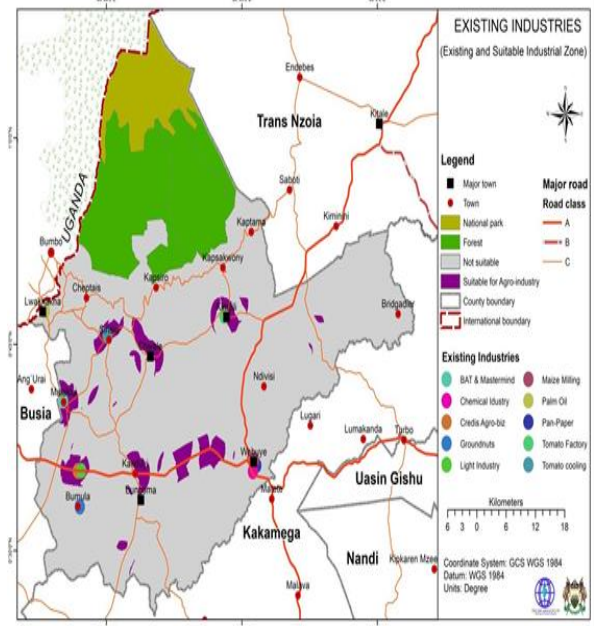 EXISTING INDUSTRIES
(Existing and Suitable Industrial Zone)
Endebes
Trans Nzoia
Kitale
Saboti
UGANDA
Kaptama
Kiminini
Bumbo
Kapsakwony
Kapsiro
Cheptais
Bridgadier
Ang'Urai
Ndivisi
Busia
Lugari
Lumakanda
Turbo
Webuye
Uasin Gishu
Bumula
Kakamega
Nandi
Kipkaren Mzee
Malava
Legend
Major town
Town
National park
Forest
Not suitable
Suitable for Agro-industry
County boundary
International boundary
Major road
Road class
A
B
C
Existing Industries
BAT & Mastermind
Chemical Idustry
Credis Agro-biz
Groundnuts
Light Industry
Maize Milling
Palm Oil
Pan-Paper
Tomato Factory
Tomato cooling
Kilometers
6 3 0 6 12 18
Coordinate System: GCS WGS 1984
Datum: WGS 1984
Units: Degree